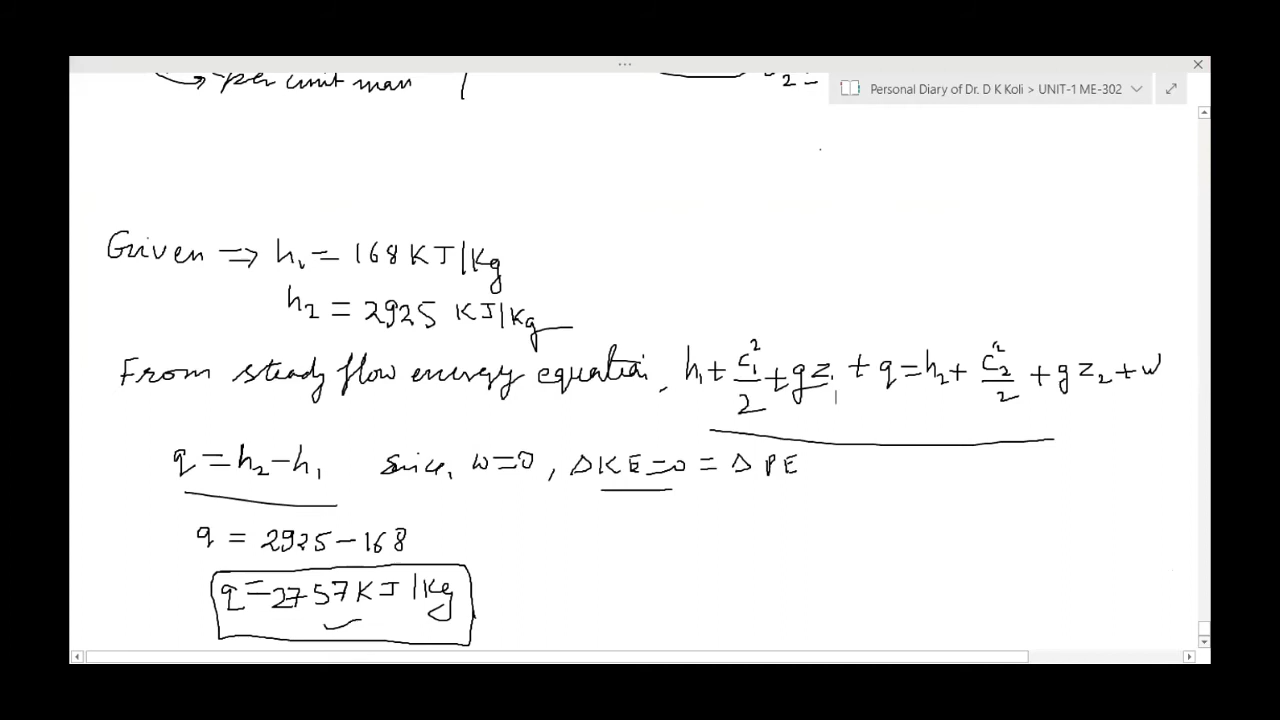 → per unit mass
2 =
Personal Diary of Dr. D K Koli > UNIT-1 ME-302
Given ⇒ h₁ = 168 KJ/Kg
h₂ = 2925 KJ/Kg
From steady flow energy equation, h₁ + c₁²/2 + gz₁ + q = h₂ + c₂²/2 + gz₂ + w
q = h₂ - h₁ since, w=0, ΔKE=0 = ΔPE
q = 2925 - 168
q = 2757 KJ/Kg